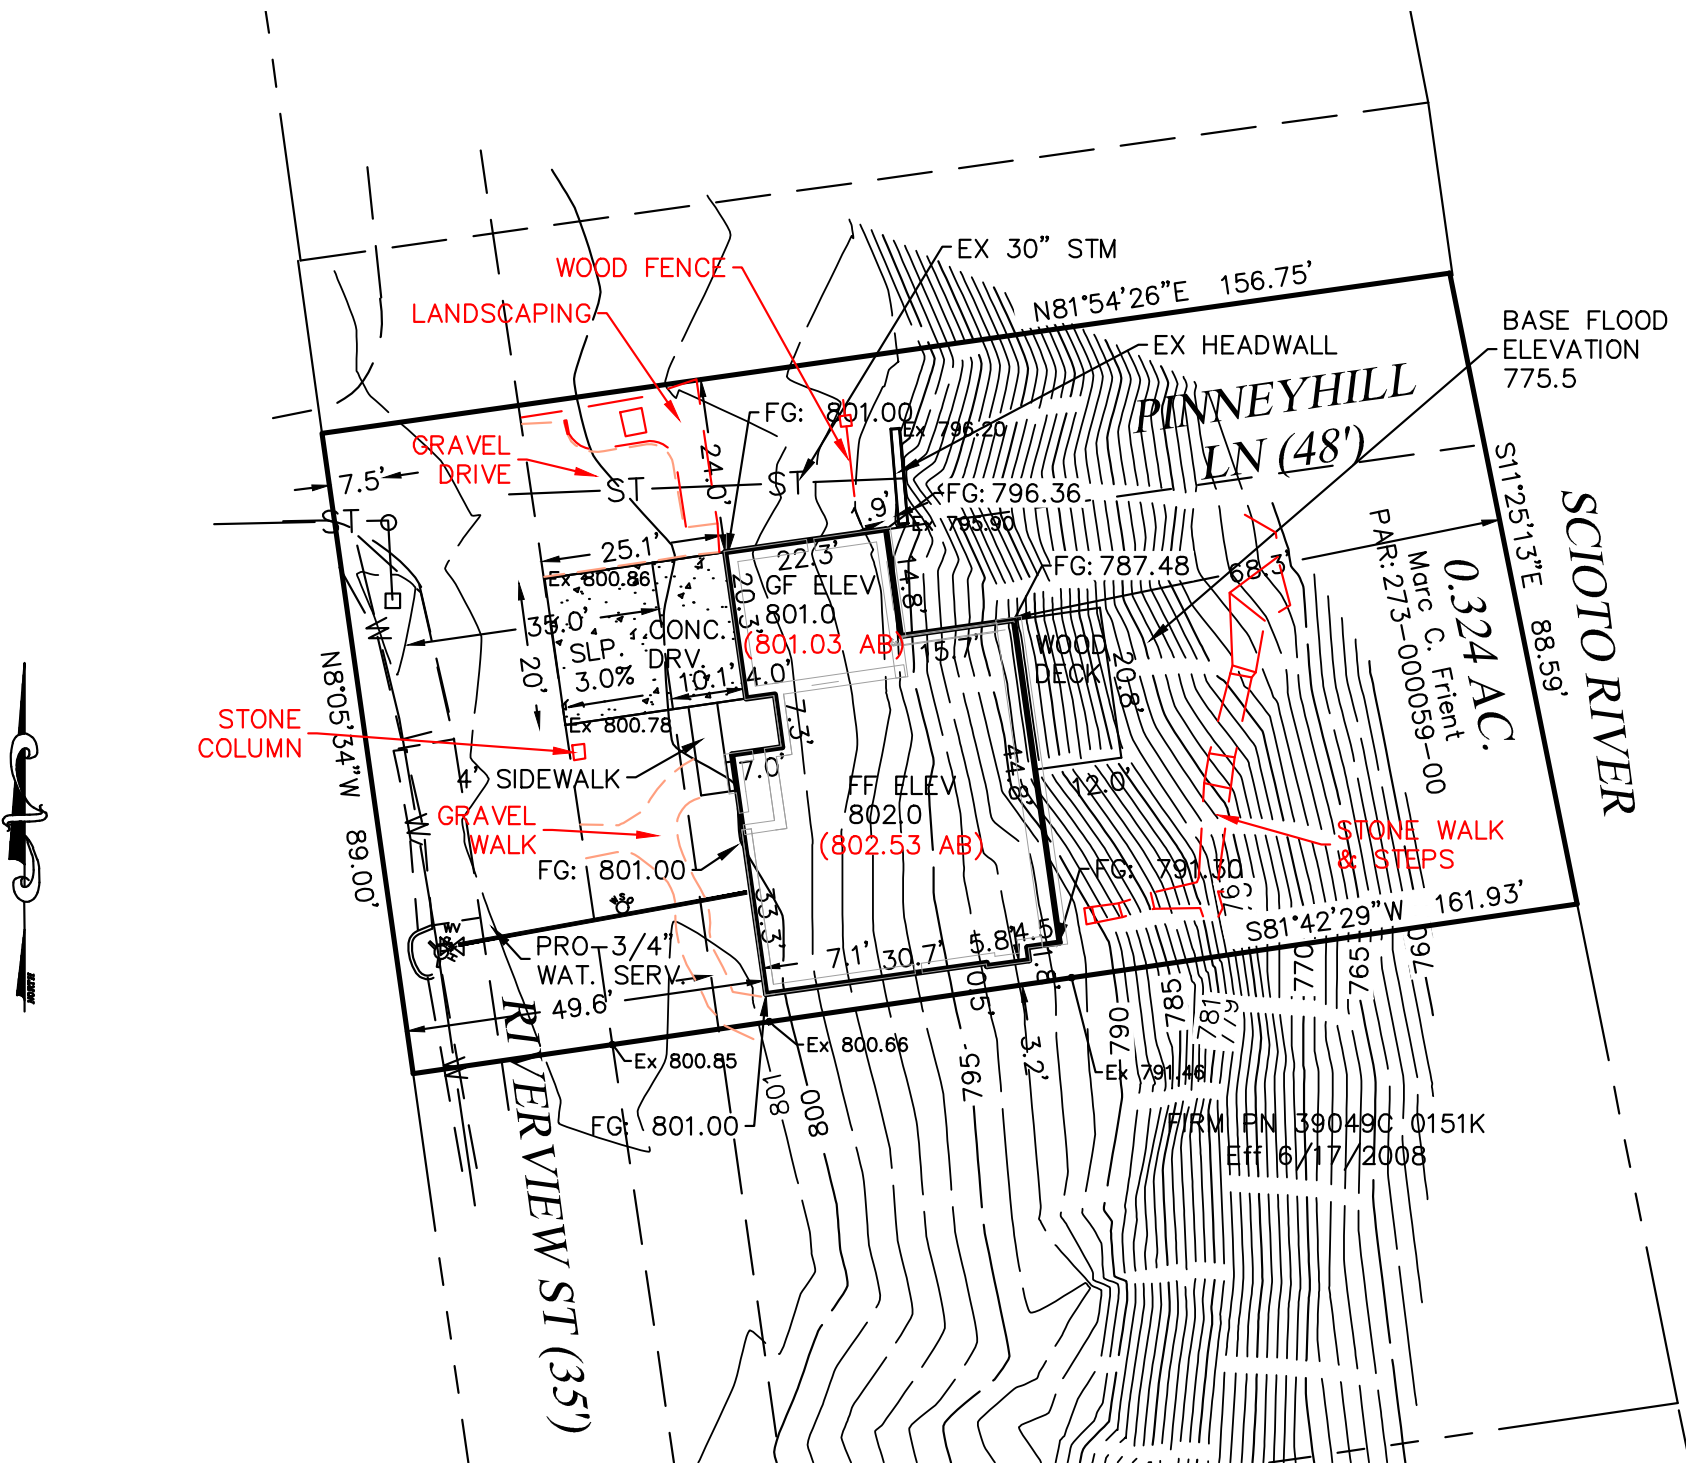 EX 30" STM
WOOD FENCE
LANDSCAPING
N81°54'26"E 156.75'
BASE FLOOD
ELEVATION
775.5
EX HEADWALL
PINNEYHILL
LN (48')
FG: 801.00
Ex 796.20
GRAVEL
DRIVE
24.0'
7.5'
ST
ST
ST
FG: 796.36
Ex 795.90
S11°25'13"E 88.59'
SCIOTO RIVER
25.1'
22.3'
14.8'
FG: 787.48
68.3'
PAR: 273-000059-00
Marc C. Frient
0.324 AC.
Ex 800.86
GF ELEV
801.0
(801.03 AB)
20.3'
35.0'
SLP.
3.0%
CONC.
DRV.
10.1'
4.0'
15.7'
WOOD
DECK
20.8'
20'
W
N8°05'34"W 89.00'
STONE
COLUMN
Ex 800.78
7.3'
7.0'
44.8'
12.0'
4' SIDEWALK
FF ELEV
802.0
(802.53 AB)
W
GRAVEL
WALK
STONE WALK
& STEPS
FG: 801.00
FG: 791.30
33.3'
S81°42'29"W 161.93'
WV
PRO-3/4"
WAT. SERV.
7.1'
30.7'
5.8'
4.5'
1.8'
0.5'
49.6'
3.2'
760
765
770
779
781
785
790
795
800
801
Ex 800.66
Ex 800.85
Ex 791.46
W
FG: 801.00
RIVERVIEW ST (35')
FIRM PN 39049C 0151K
Eff 6/17/2008
NORTH